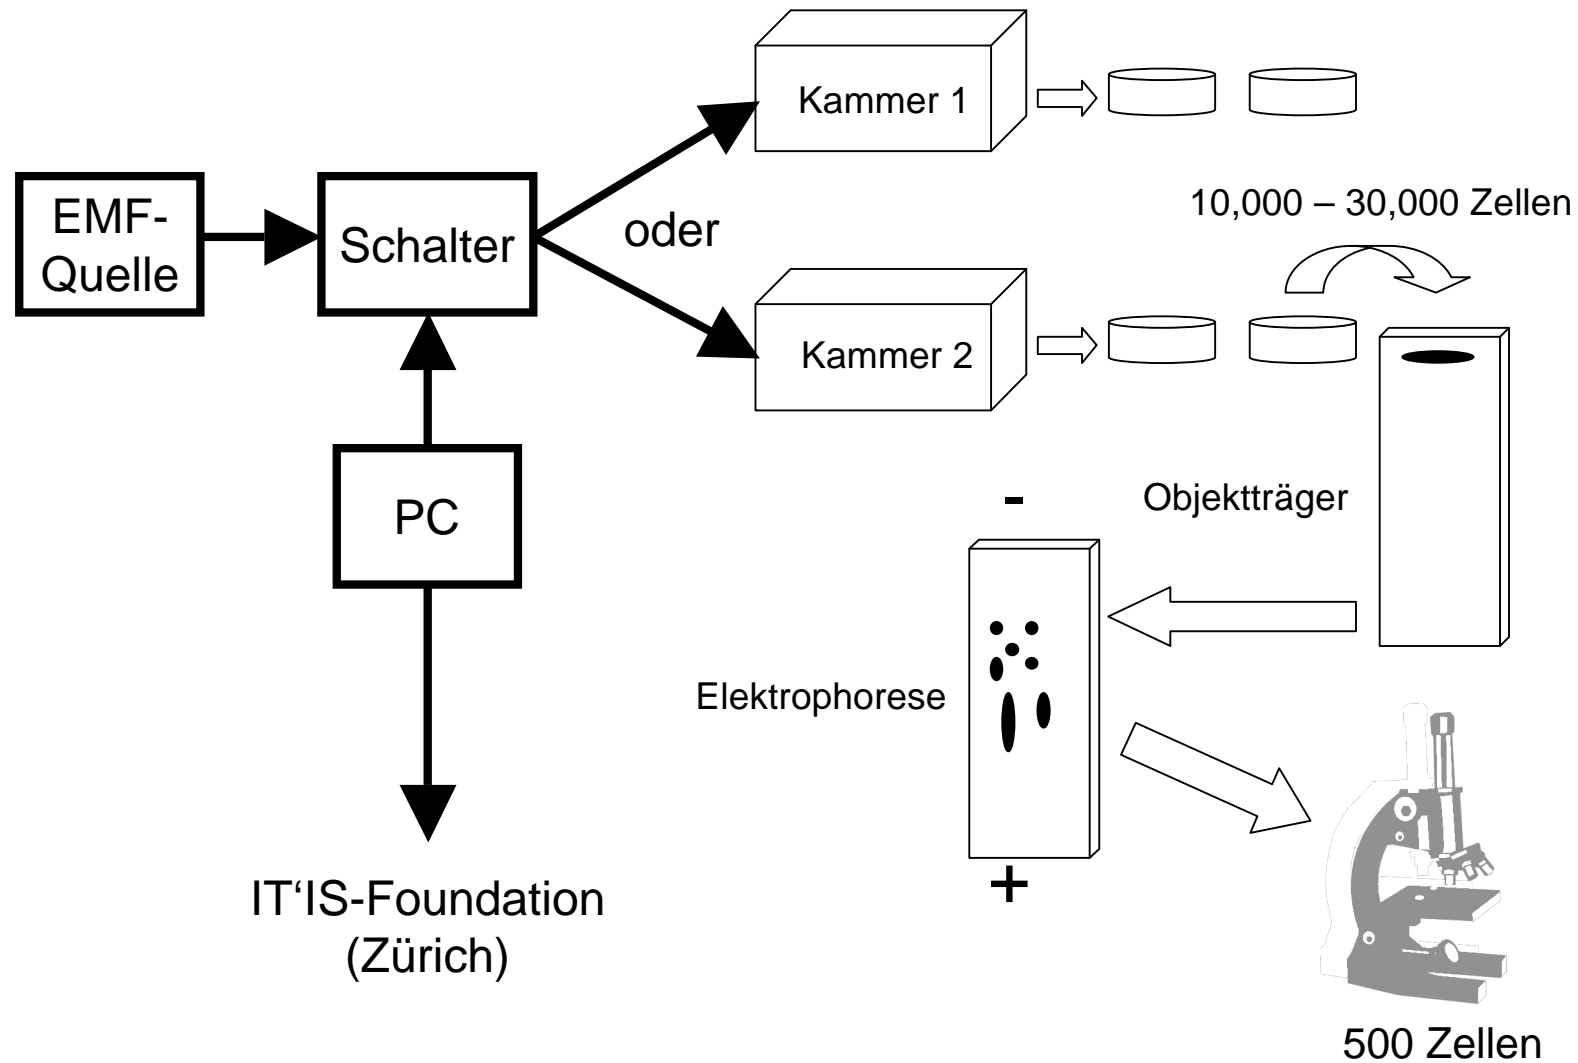 Kammer 1
EMF-
Quelle
Schalter
oder
10,000 – 30,000 Zellen
Kammer 2
PC
-
Objektträger
Elektrophorese
+
IT‘IS-Foundation
(Zürich)
500 Zellen